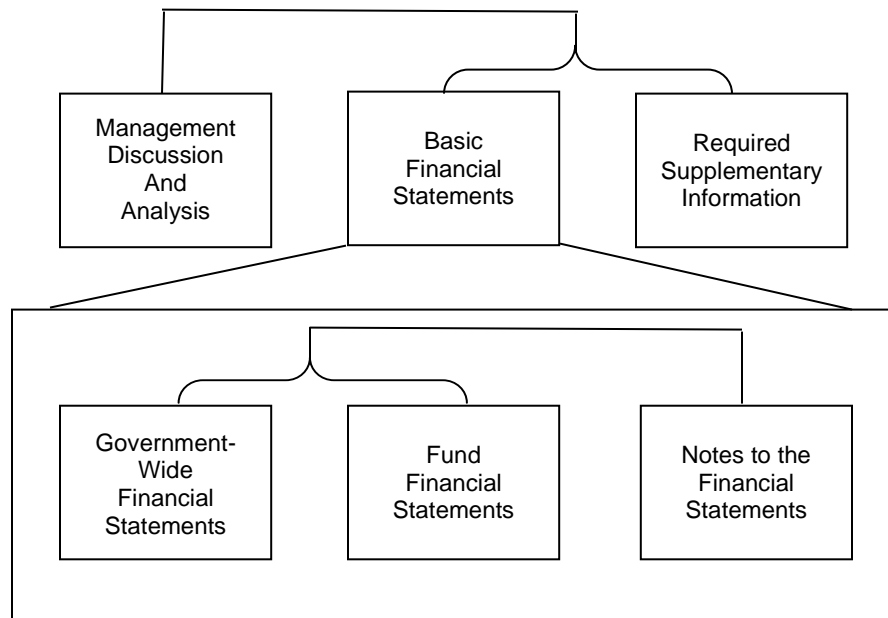 Management
Discussion
And
Analysis
Basic
Financial
Statements
Required
Supplementary
Information
Government-
Wide
Financial
Statements
Fund
Financial
Statements
Notes to the
Financial
Statements